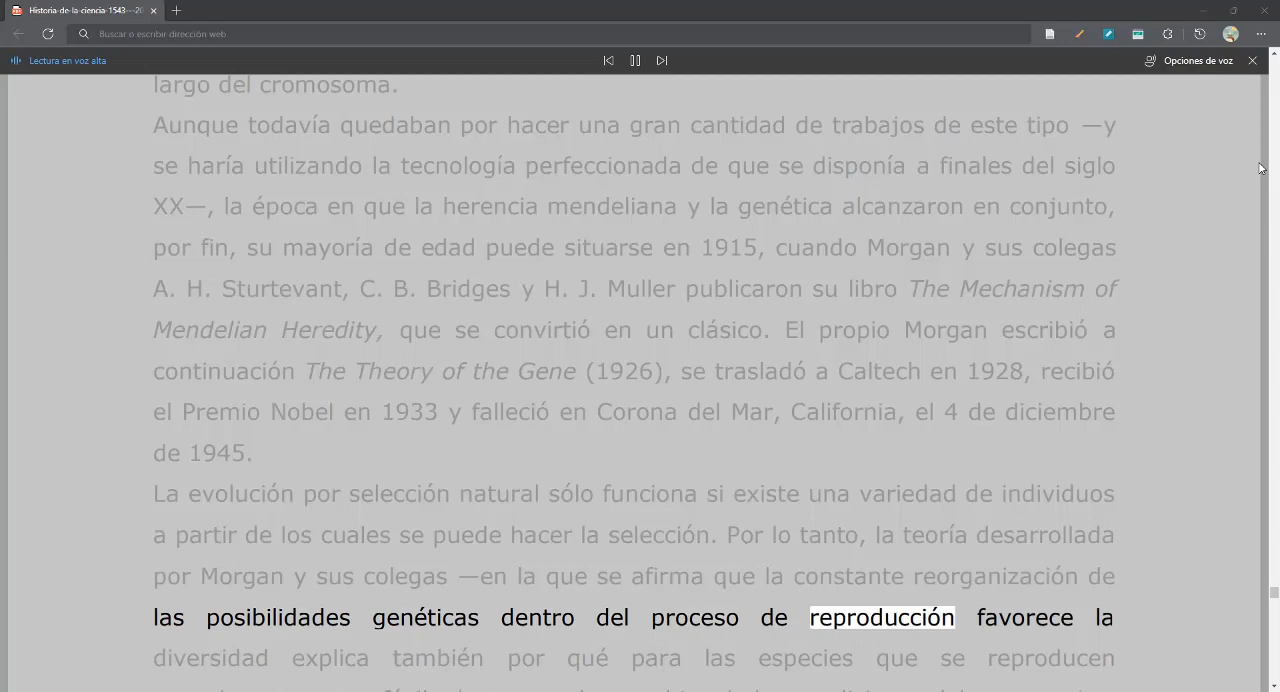 Historia-de-la-ciencia-1543---20
Buscar o escribir dirección web
Lectura en voz alta
Opciones de voz
largo del cromosoma.
Aunque todavía quedaban por hacer una gran cantidad de trabajos de este tipo —y
se haría utilizando la tecnología perfeccionada de que se disponía a finales del siglo
XX—, la época en que la herencia mendeliana y la genética alcanzaron en conjunto,
por fin, su mayoría de edad puede situarse en 1915, cuando Morgan y sus colegas
A. H. Sturtevant, C. B. Bridges y H. J. Muller publicaron su libro The Mechanism of
Mendelian Heredity, que se convirtió en un clásico. El propio Morgan escribió a
continuación The Theory of the Gene (1926), se trasladó a Caltech en 1928, recibió
el Premio Nobel en 1933 y falleció en Corona del Mar, California, el 4 de diciembre
de 1945.
La evolución por selección natural sólo funciona si existe una variedad de individuos
a partir de los cuales se puede hacer la selección. Por lo tanto, la teoría desarrollada
por Morgan y sus colegas —en la que se afirma que la constante reorganización de
las posibilidades genéticas dentro del proceso de reproducción favorece la
diversidad explica también por qué para las especies que se reproducen